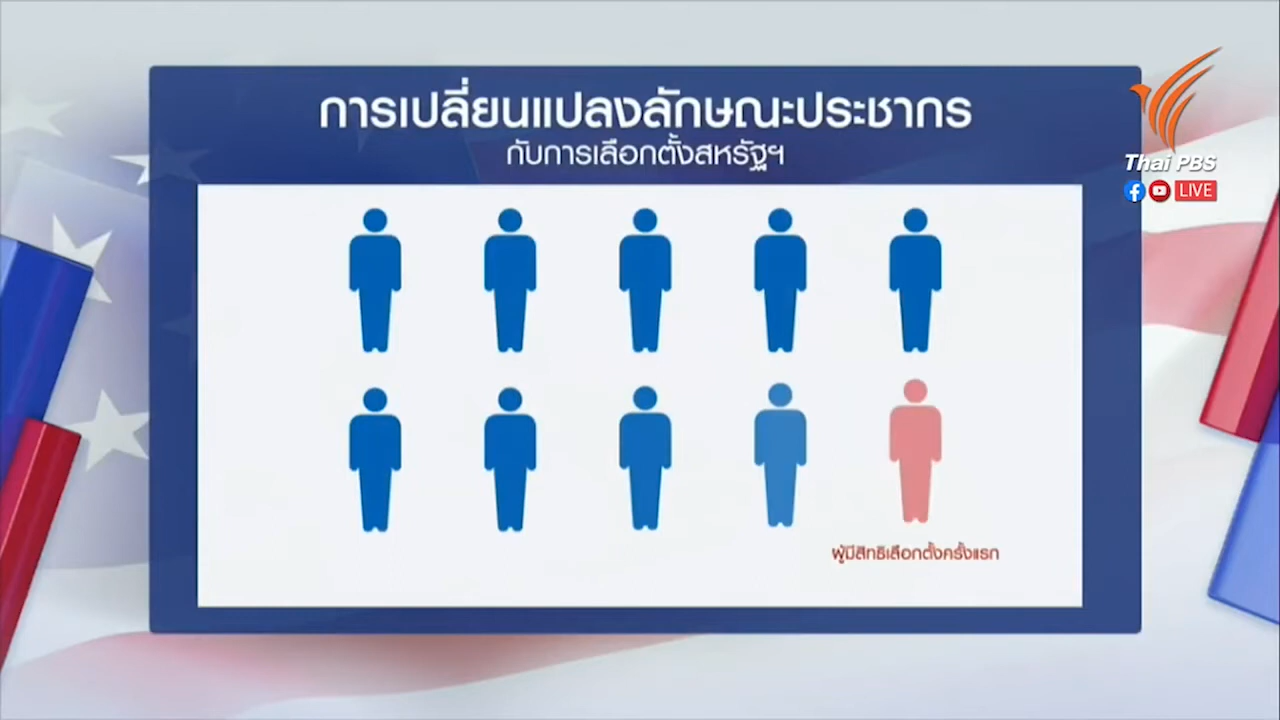 การเปลี่ยนแปลงลักษณะประชากร
กับการเลือกตั้งสหรัฐฯ
Thai PBS
LIVE
ผู้มีสิทธิเลือกตั้งครั้งแรก